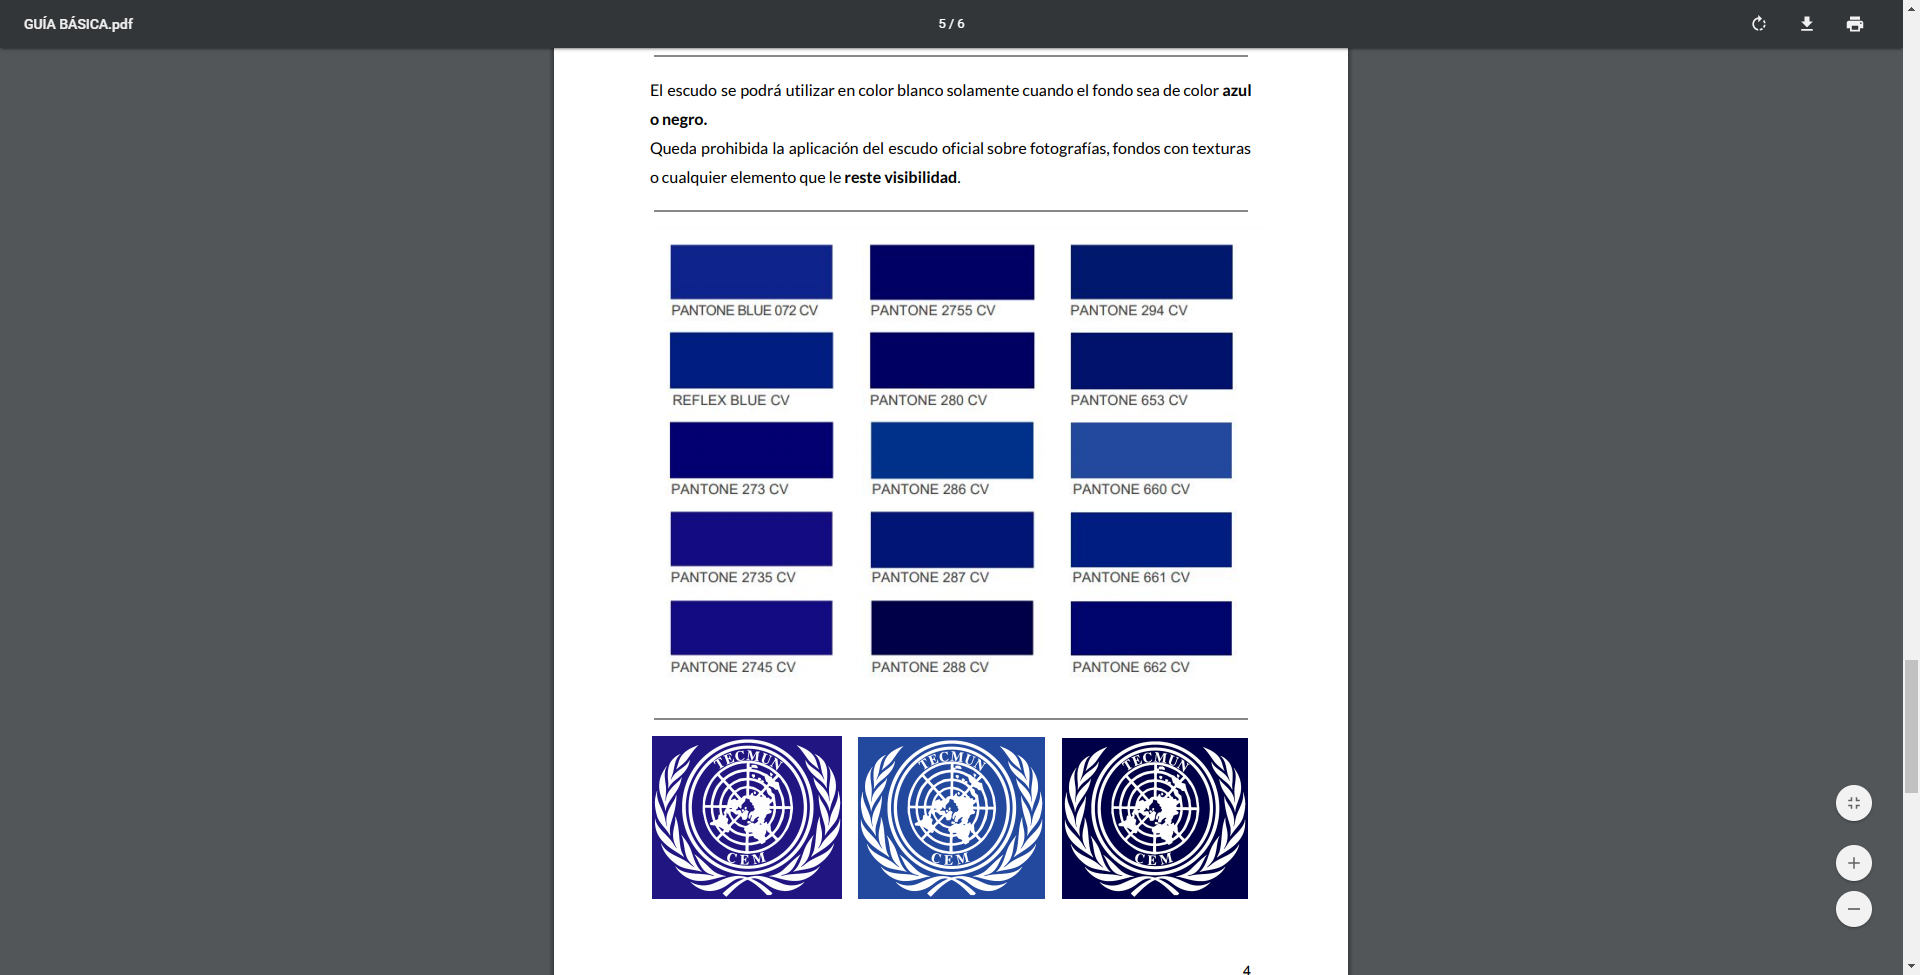 GUÍA BÁSICA.pdf
5 / 6
El escudo se podrá utilizar en color blanco solamente cuando el fondo sea de color azul
o negro.
Queda prohibida la aplicación del escudo oficial sobre fotografías, fondos con texturas
o cualquier elemento que le reste visibilidad.
PANTONE BLUE 072 CV
PANTONE 2755 CV
PANTONE 294 CV
REFLEX BLUE CV
PANTONE 280 CV
PANTONE 653 CV
PANTONE 273 CV
PANTONE 286 CV
PANTONE 660 CV
PANTONE 2735 CV
PANTONE 287 CV
PANTONE 661 CV
PANTONE 2745 CV
PANTONE 288 CV
PANTONE 662 CV
TECMUN
CEM
TECMUN
CEM
TECMUN
CEM
4